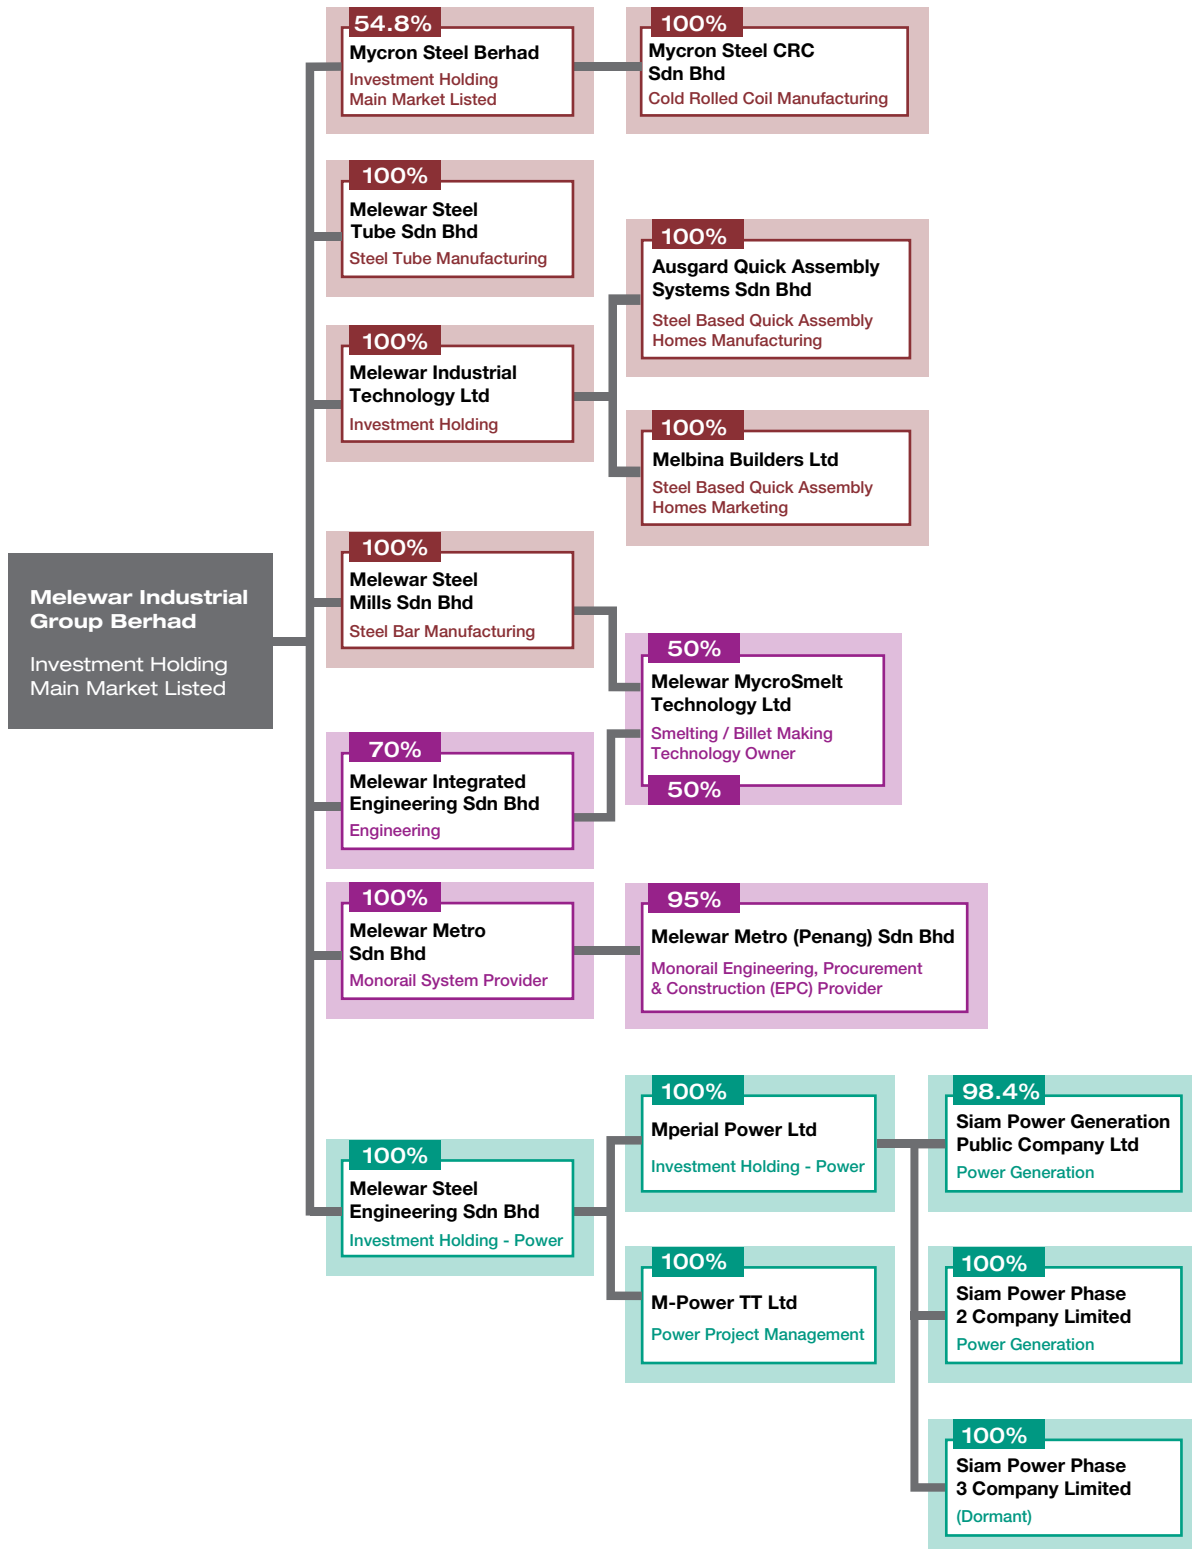 Melewar Industrial
Group Berhad
Investment Holding
Main Market Listed
54.8%
Mycron Steel Berhad
Investment Holding
Main Market Listed
100%
Mycron Steel CRC
Sdn Bhd
Cold Rolled Coil Manufacturing
100%
Melewar Steel
Tube Sdn Bhd
Steel Tube Manufacturing
100%
Melewar Industrial
Technology Ltd
Investment Holding
100%
Ausgard Quick Assembly
Systems Sdn Bhd
Steel Based Quick Assembly
Homes Manufacturing
100%
Melbina Builders Ltd
Steel Based Quick Assembly
Homes Marketing
100%
Melewar Steel
Mills Sdn Bhd
Steel Bar Manufacturing
50%
Melewar MycroSmelt
Technology Ltd
Smelting / Billet Making
Technology Owner
50%
70%
Melewar Integrated
Engineering Sdn Bhd
Engineering
100%
Melewar Metro
Sdn Bhd
Monorail System Provider
95%
Melewar Metro (Penang) Sdn Bhd
Monorail Engineering, Procurement
& Construction (EPC) Provider
100%
Melewar Steel
Engineering Sdn Bhd
Investment Holding - Power
100%
Mperial Power Ltd
Investment Holding - Power
100%
M-Power TT Ltd
Power Project Management
98.4%
Siam Power Generation
Public Company Ltd
Power Generation
100%
Siam Power Phase
2 Company Limited
Power Generation
100%
Siam Power Phase
3 Company Limited
(Dormant)